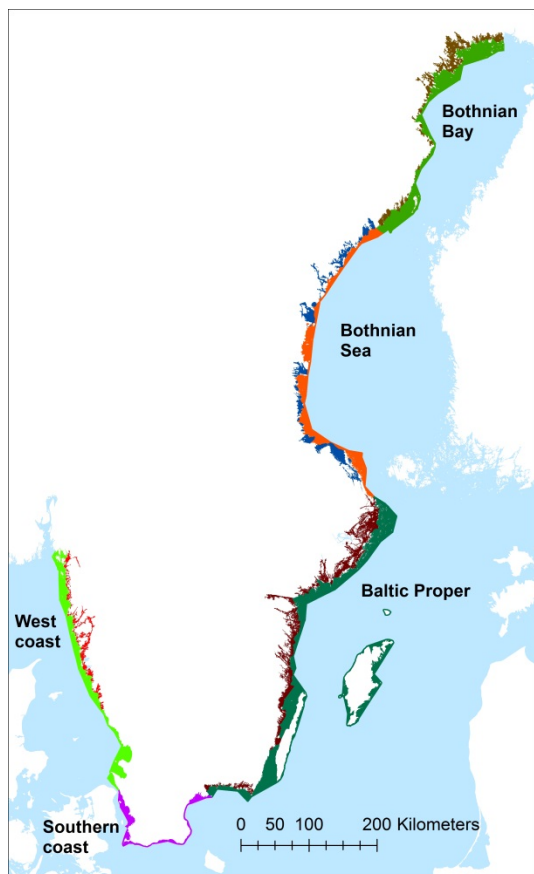 Bothnian
Bay
Bothnian
Sea
Baltic Proper
West
coast
Southern
coast
0 50 100 200 Kilometers